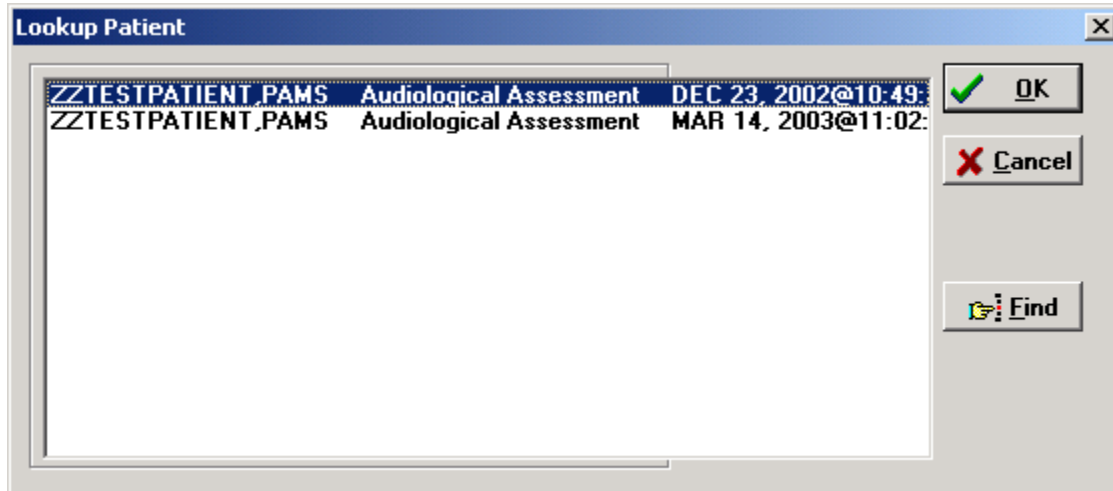 Lookup Patient
ZZTESTPATIENT,PAMS Audiological Assessment DEC 23, 2002@10:49:
ZZTESTPATIENT,PAMS Audiological Assessment MAR 14, 2003@11:02:
OK
Cancel
Find